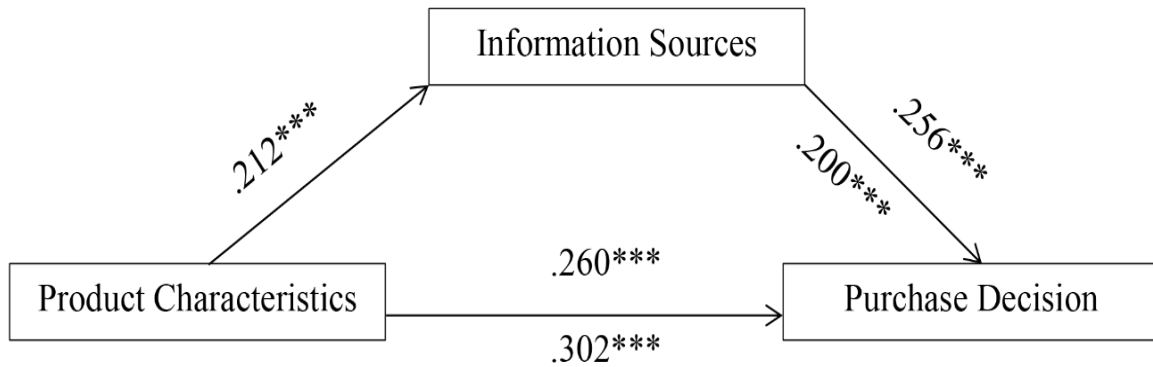 Information Sources
.212***
.256***
.200***
.260***
Product Characteristics
Purchase Decision
.302***